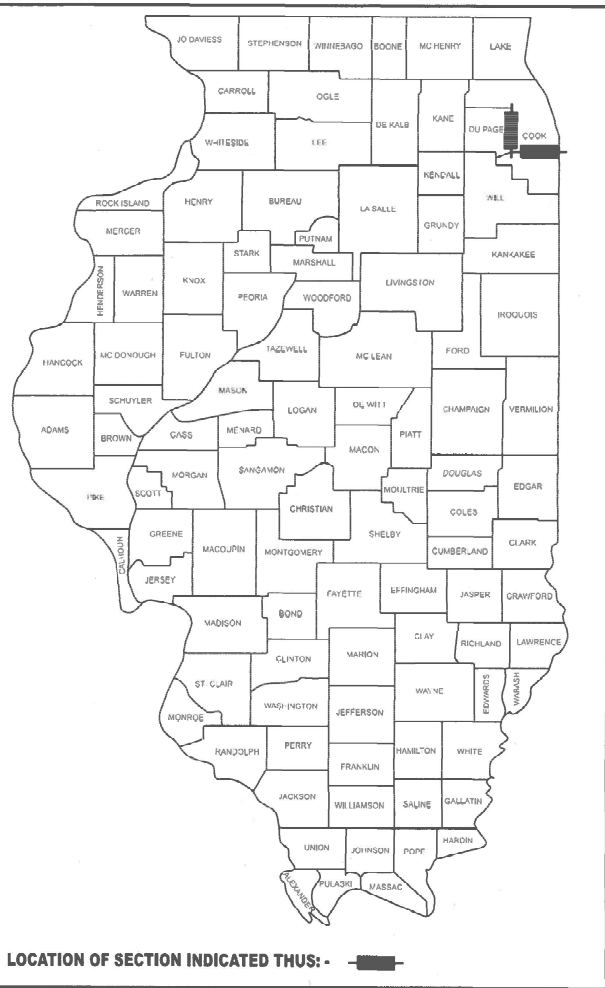 JO DAVIESS
STEPHENSON
WINNEBAGO
BOONE
MC HENRY
LAKE
CARROLL
OGLE
DE KALB
KANE
DU PAGE
COOK
WHITESIDE
LEE
KENDALL
WILL
ROCK ISLAND
HENRY
BUREAU
LA SALLE
GRUNDY
MERCER
PUTNAM
STARK
MARSHALL
KANKAKEE
HENDERSON
WARREN
KNOX
PEORIA
WOODFORD
LIVINGSTON
IROQUOIS
HANCOCK
MC DONOUGH
FULTON
TAZEWELL
MC LEAN
FORD
SCHUYLER
MASON
LOGAN
DE WITT
CHAMPAIGN
VERMILION
ADAMS
BROWN
CASS
MENARD
MACON
PIATT
PIKE
SCOTT
MORGAN
SANGAMON
MOULTRIE
DOUGLAS
EDGAR
CHRISTIAN
COLES
CALHOUN
GREENE
MACOUPIN
MONTGOMERY
SHELBY
CUMBERLAND
CLARK
JERSEY
FAYETTE
EFFINGHAM
JASPER
CRAWFORD
MADISON
BOND
CLAY
RICHLAND
LAWRENCE
CLINTON
MARION
ST. CLAIR
WAYNE
EDWARDS
WABASH
MONROE
WASHINGTON
JEFFERSON
RANDOLPH
PERRY
HAMILTON
WHITE
FRANKLIN
JACKSON
WILLIAMSON
SALINE
GALLATIN
UNION
JOHNSON
POPE
HARDIN
ALEXANDER
PULASKI
MASSAC
LOCATION OF SECTION INDICATED THUS: -